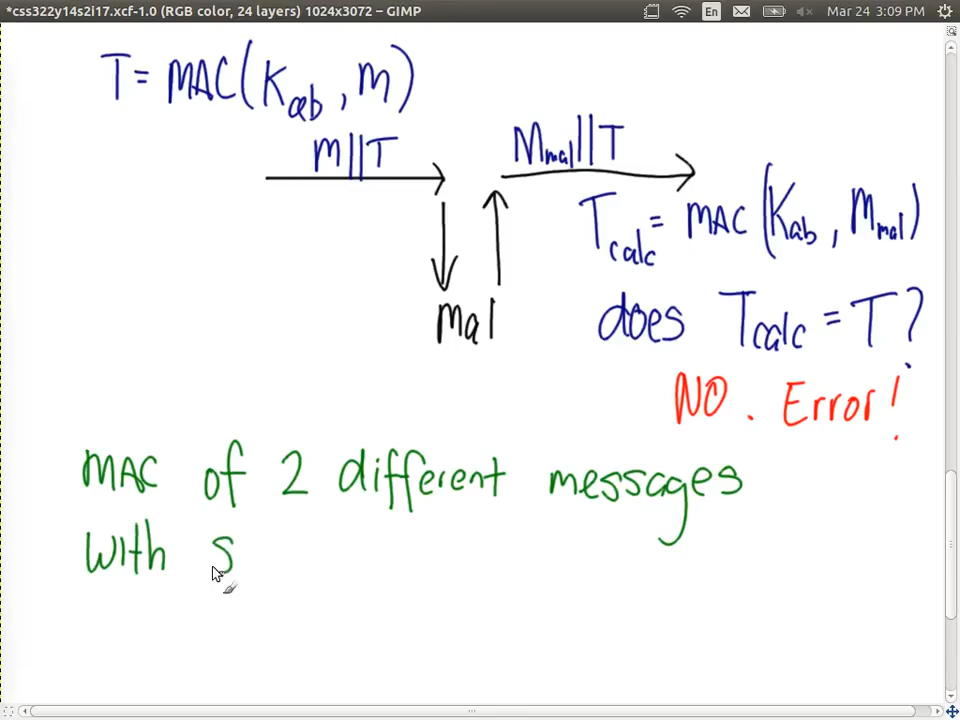 *css322y14s2i17.xcf-1.0 (RGB color, 24 layers) 1024x3072 – GIMP
En
Mar 24 3:09 PM
T = MAC(Kab, M)
M||T
Mmal||T
Tcalc = MAC(Kab, Mmal)
Mal
does Tcalc = T?
NO. Error!
MAC of 2 different messages
with s